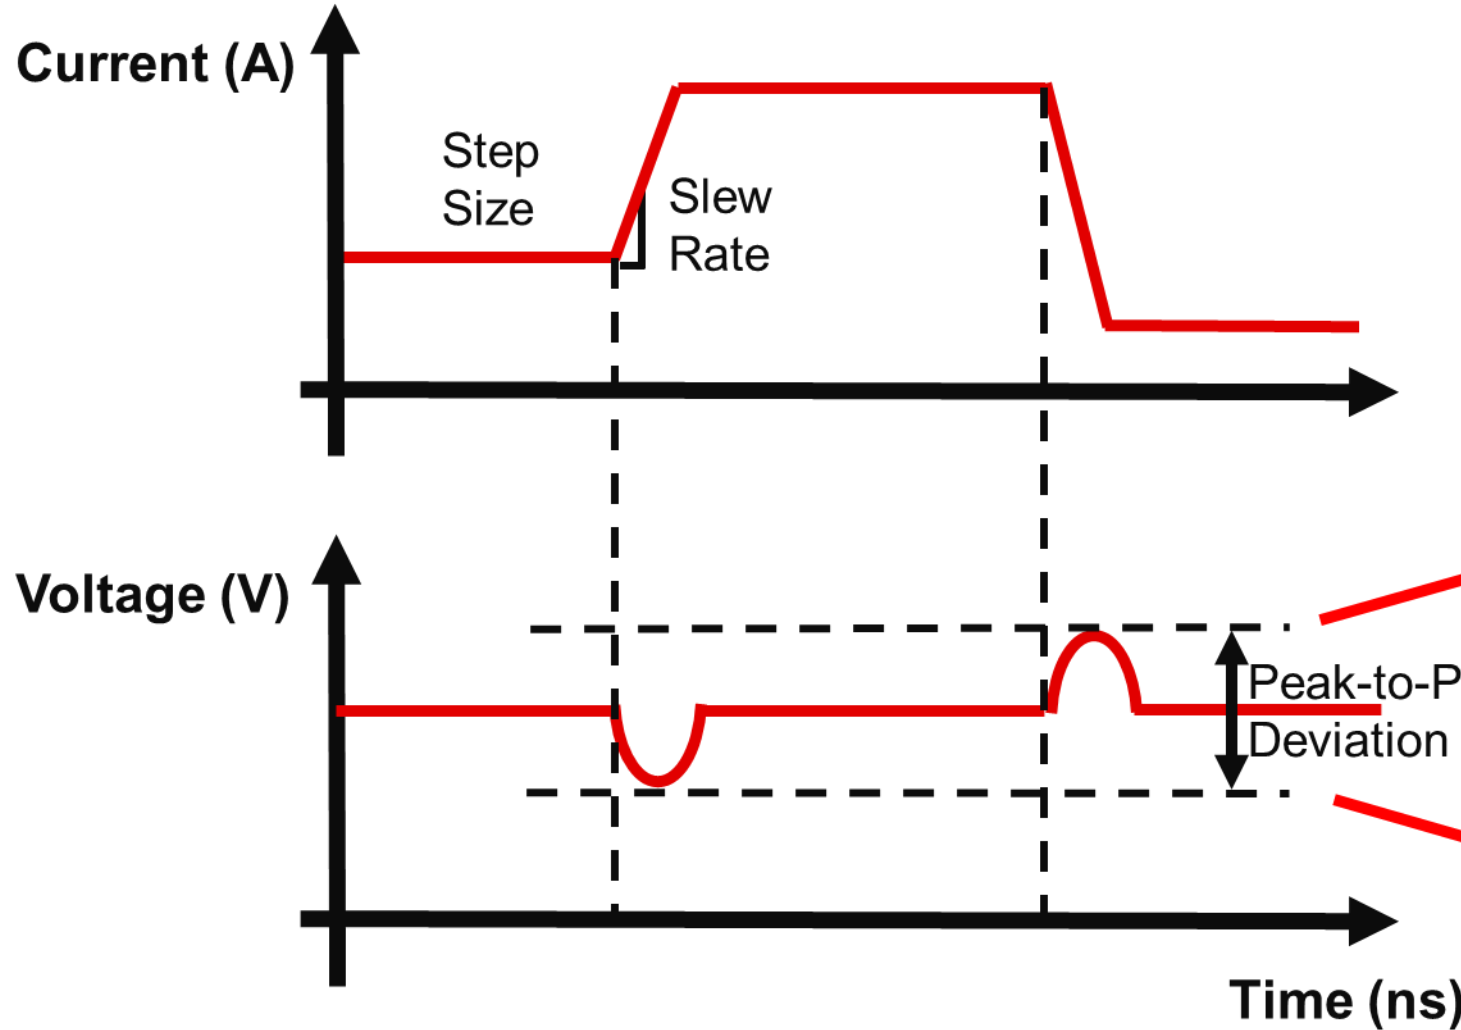 Current (A)
Step
Size
Slew
Rate
Voltage (V)
Peak-to-P
Deviation
Time (ns)